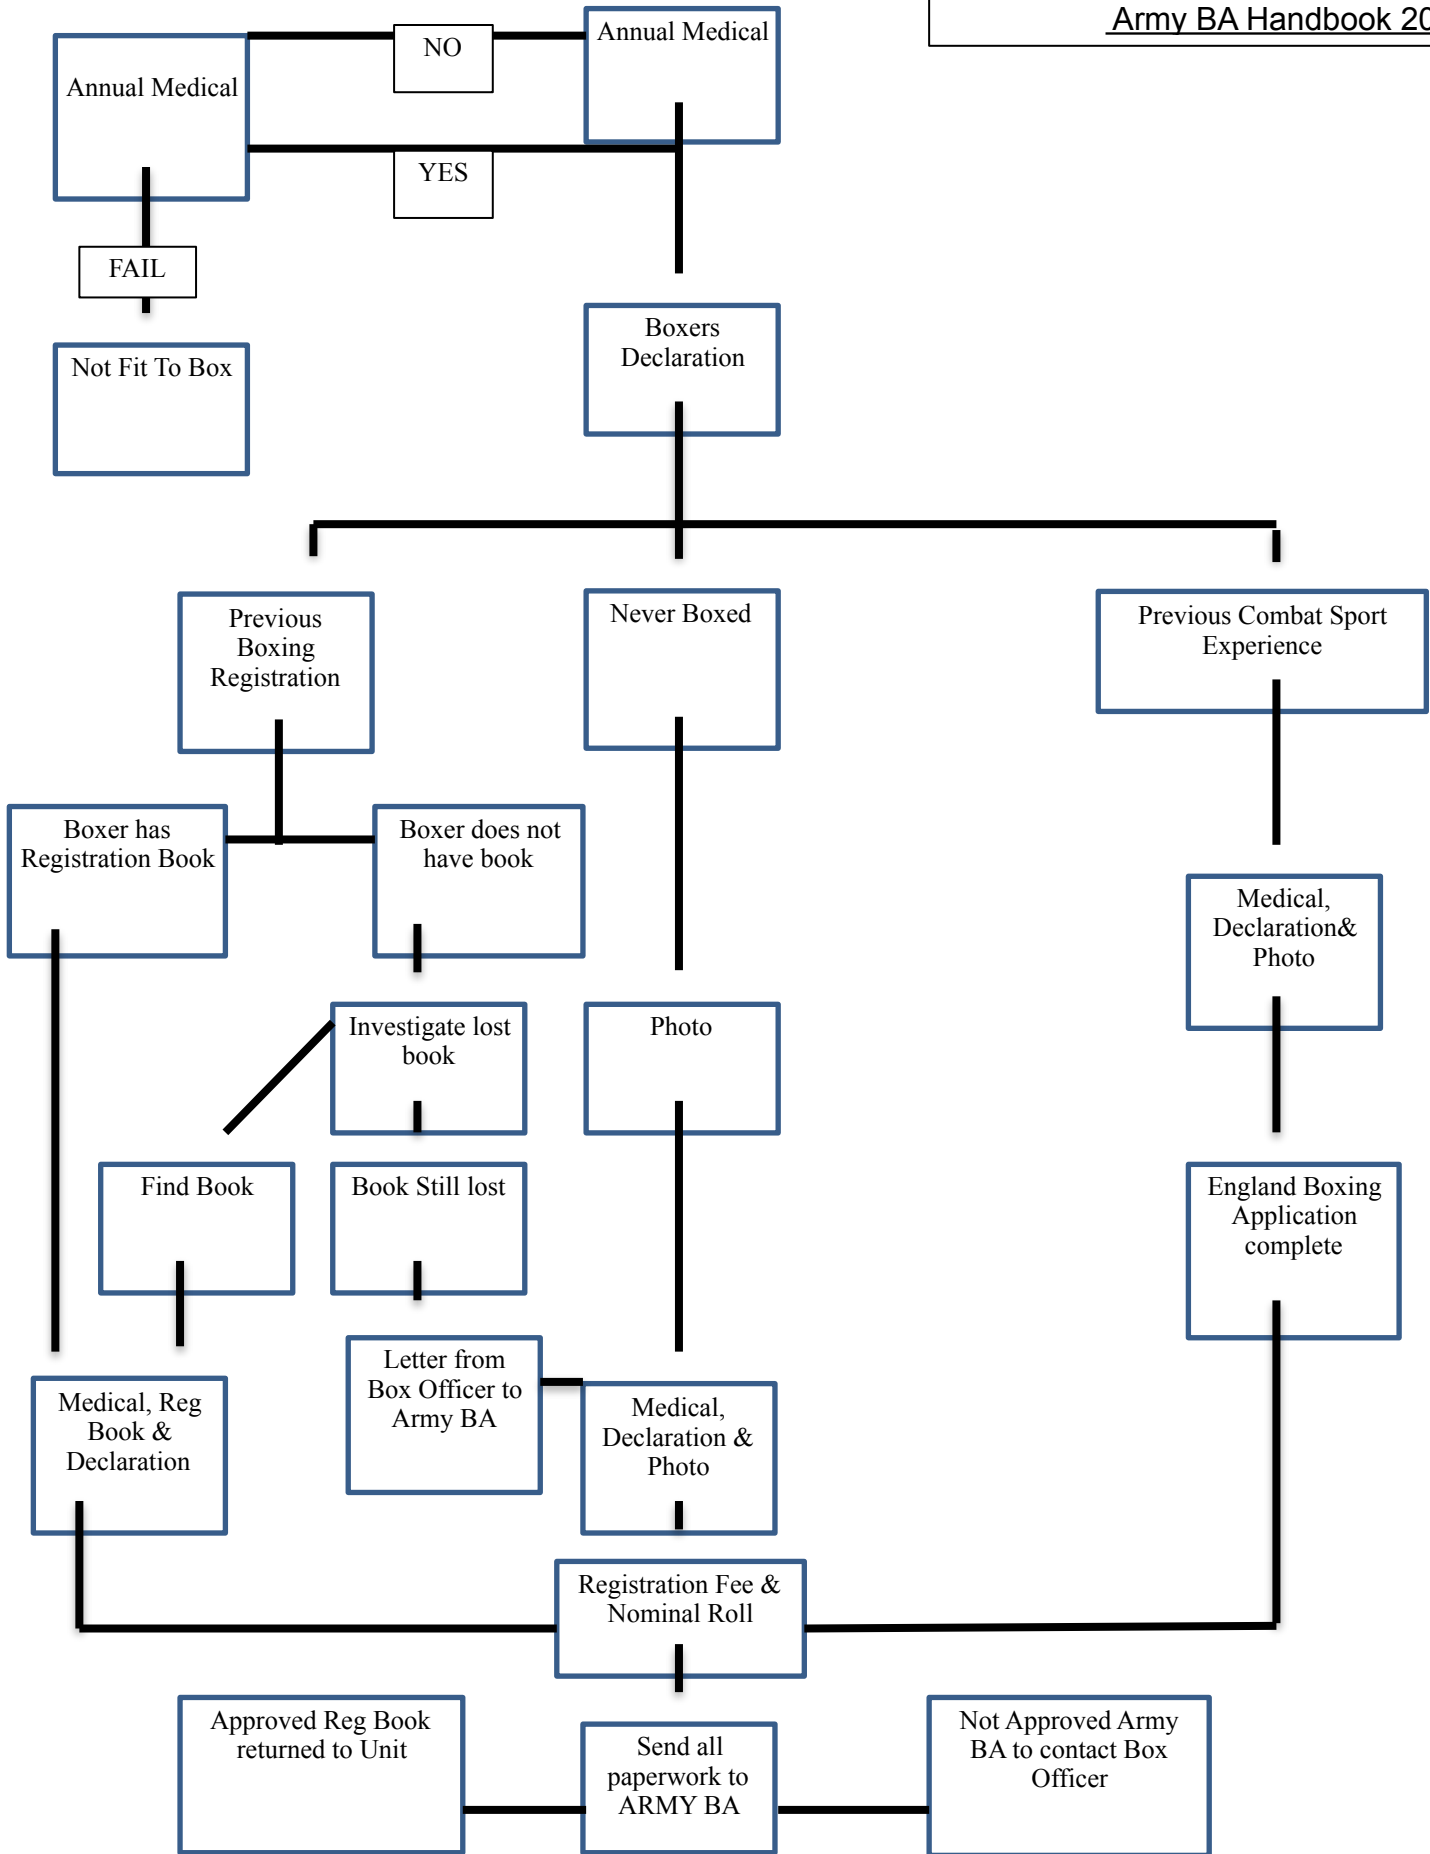 Army BA Handbook 20
Annual Medical
NO
Annual Medical
YES
FAIL
Not Fit To Box
Boxers
Declaration
Previous
Boxing
Registration
Never Boxed
Previous Combat Sport
Experience
Boxer has
Registration Book
Boxer does not
have book
Medical,
Declaration&
Photo
Investigate lost
book
Photo
Find Book
Book Still lost
England Boxing
Application
complete
Letter from
Box Officer to
Army BA
Medical, Reg
Book &
Declaration
Medical,
Declaration &
Photo
Registration Fee &
Nominal Roll
Approved Reg Book
returned to Unit
Send all
paperwork to
ARMY BA
Not Approved Army
BA to contact Box
Officer